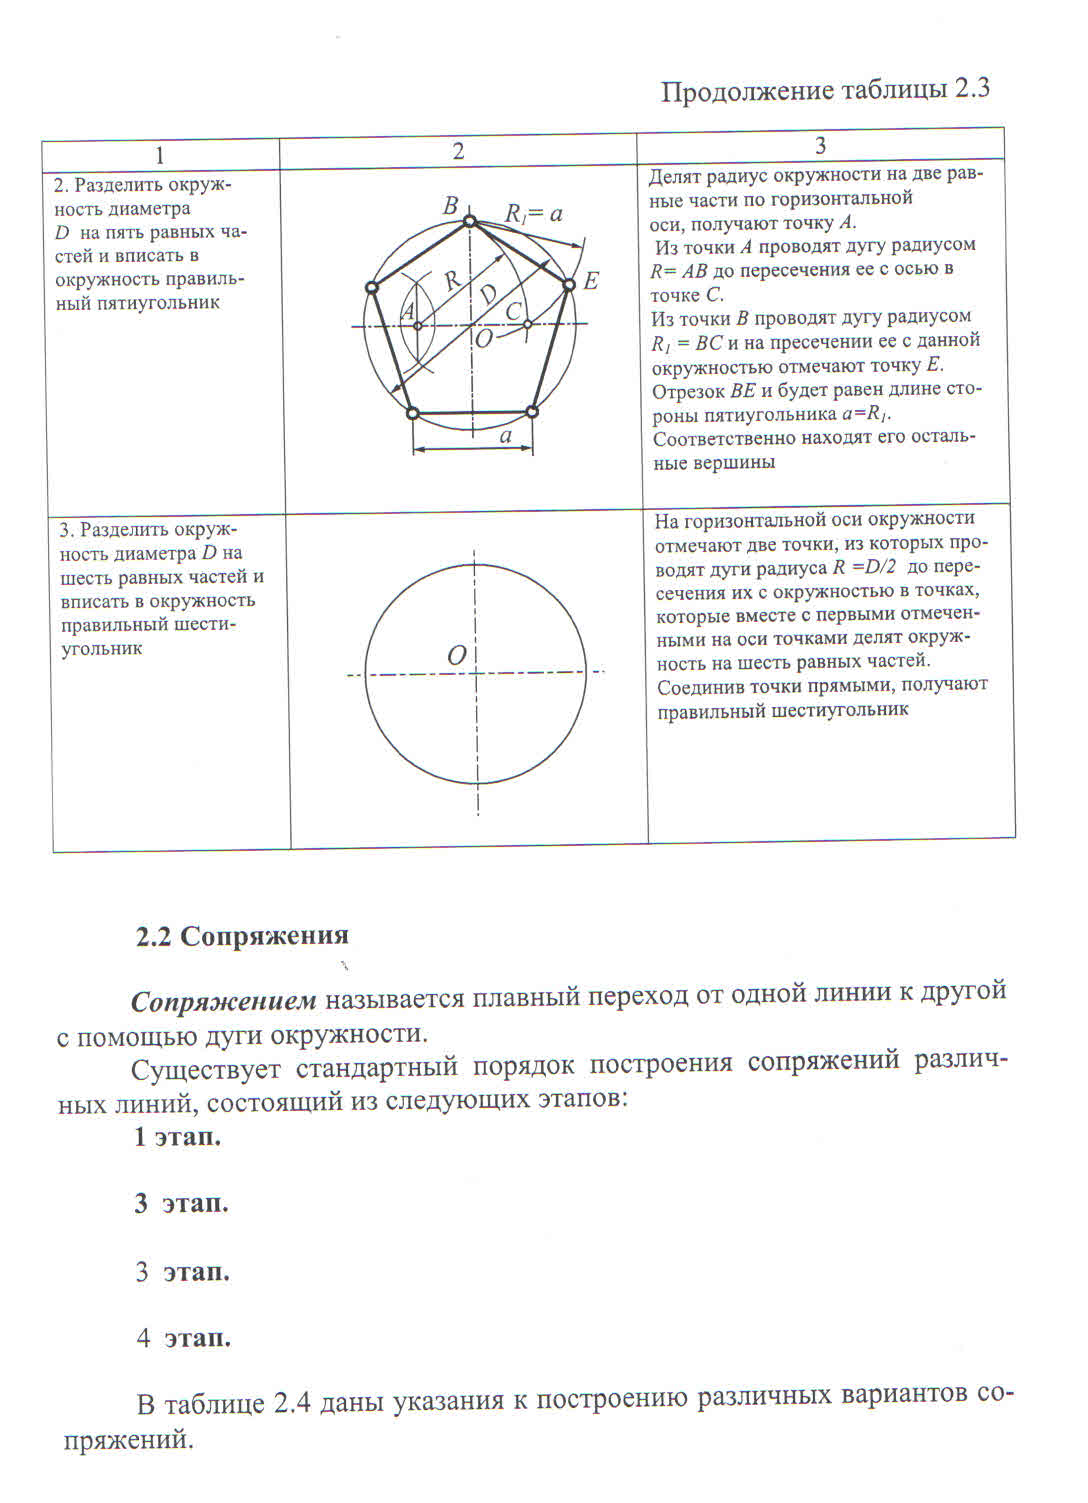 Продолжение таблицы 2.3
1
2
3
2. Разделить окруж-
ность диаметра
D на пять равных ча-
стей и вписать в
окружность правиль-
ный пятиугольник
B
R₁= a
E
R
D
A
C
O
a
Делят радиус окружности на две рав-
ные части по горизонтальной
оси, получают точку A.
Из точки A проводят дугу радиусом
R= AB до пересечения ее с осью в
точке C.
Из точки B проводят дугу радиусом
R₁ = BC и на пресечении ее с данной
окружностью отмечают точку E.
Отрезок BE и будет равен длине сто-
роны пятиугольника a=R₁.
Соответственно находят его осталь-
ные вершины
3. Разделить окруж-
ность диаметра D на
шесть равных частей и
вписать в окружность
правильный шести-
угольник
O
На горизонтальной оси окружности
отмечают две точки, из которых про-
водят дуги радиуса R =D/2 до пере-
сечения их с окружностью в точках,
которые вместе с первыми отмечен-
ными на оси точками делят окруж-
ность на шесть равных частей.
Соединив точки прямыми, получают
правильный шестиугольник
2.2 Сопряжения
Сопряжением называется плавный переход от одной линии к другой
с помощью дуги окружности.
Существует стандартный порядок построения сопряжений различ-
ных линий, состоящий из следующих этапов:
1 этап.
3 этап.
3 этап.
4 этап.
В таблице 2.4 даны указания к построению различных вариантов со-
пряжений.